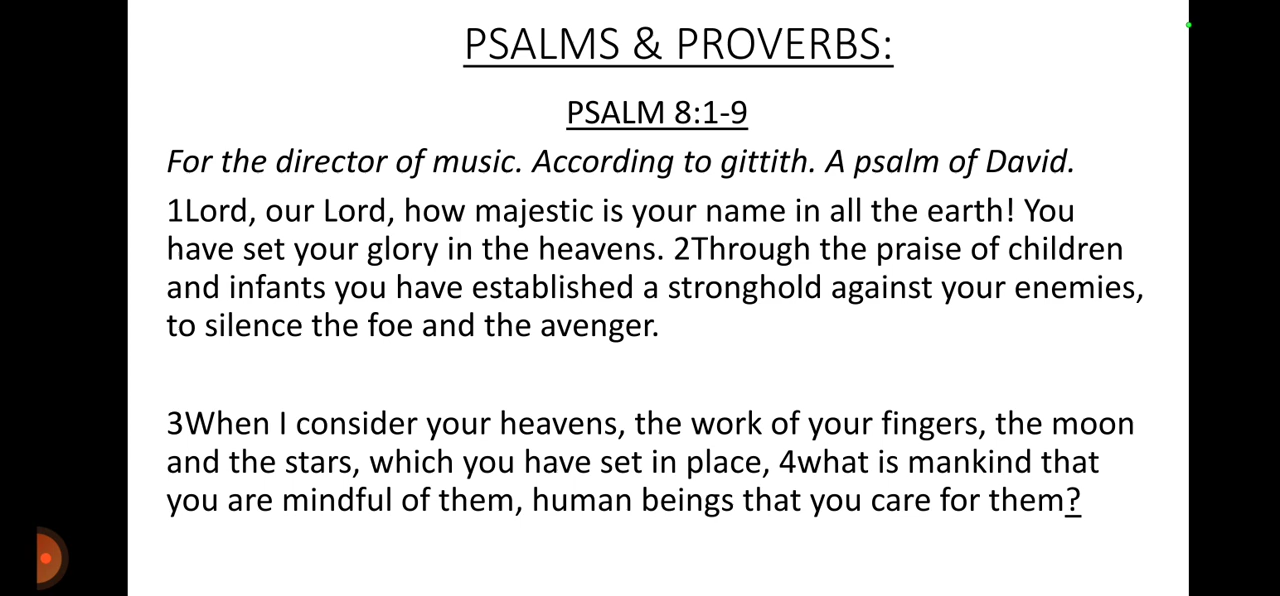 PSALMS & PROVERBS:
PSALM 8:1-9
For the director of music. According to gittith. A psalm of David.
1Lord, our Lord, how majestic is your name in all the earth! You
have set your glory in the heavens. 2Through the praise of children
and infants you have established a stronghold against your enemies,
to silence the foe and the avenger.
3When I consider your heavens, the work of your fingers, the moon
and the stars, which you have set in place, 4what is mankind that
you are mindful of them, human beings that you care for them?